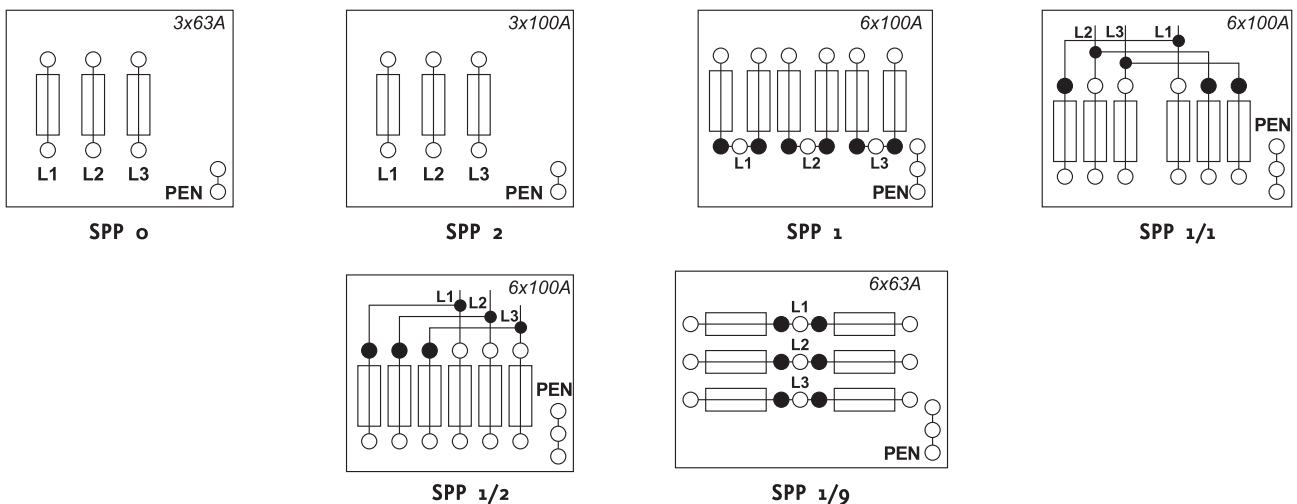 3x63A
L1 L2 L3
PEN
SPP 0
3x100A
L1 L2 L3
PEN
SPP 2
6x100A
L1 L2 L3
PEN
SPP 1
6x100A
L2 L3 L1
PEN
SPP 1/1
6x100A
L1
L2
L3
PEN
SPP 1/2
6x63A
L1
L2
L3
PEN
SPP 1/9